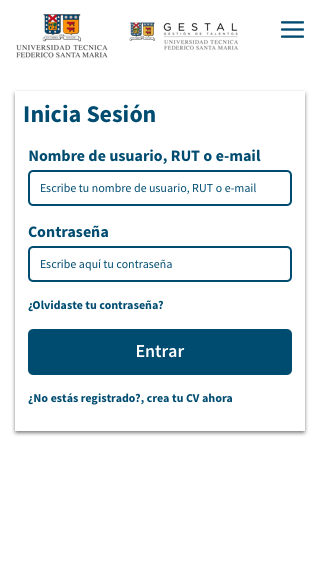 UNIVERSIDAD TECNICA
FEDERICO SANTA MARIA
GESTAL
GESTIÓN DE TALENTOS
UNIVERSIDAD TECNICA
FEDERICO SANTA MARIA
Inicia Sesión
Nombre de usuario, RUT o e-mail
Escribe tu nombre de usuario, RUT o e-mail
Contraseña
Escribe aquí tu contraseña
¿Olvidaste tu contraseña?
Entrar
¿No estás registrado?, crea tu CV ahora